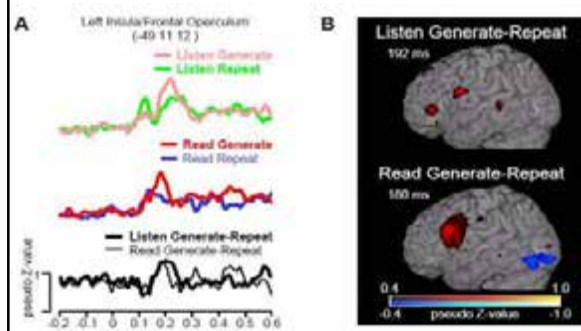 A
Left Insula/Frontal Operculum
(-49 11 12 )
Listen Generate
Listen Repeat
Read Generate
Read Repeat
Listen Generate-Repeat
Read Generate-Repeat
pseudo Z-value
1
-0.2 -0.1 0 0.1 0.2 0.3 0.4 0.5 0.6
B
Listen Generate-Repeat
192 ms
Read Generate-Repeat
180 ms
0.4 1.0
-0.4 -1.0
pseudo Z-value